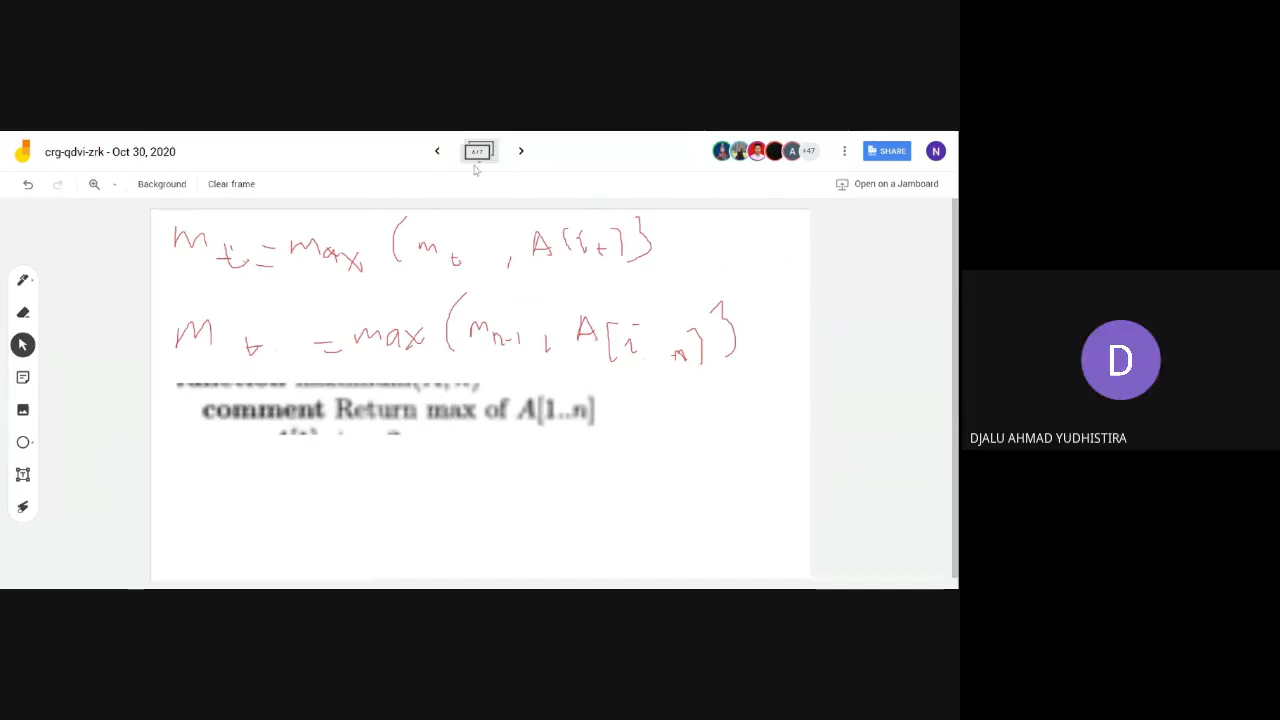 crg-qdvi-zrk - Oct 30, 2020
+47
A
SHARE
N
Background
Clear frame
Open on a Jamboard
m t = max (m t , A[i+])
m t = max (m n-1 , A[i n])
comment Return max of A[1..n]
D
DJALU AHMAD YUDHISTIRA